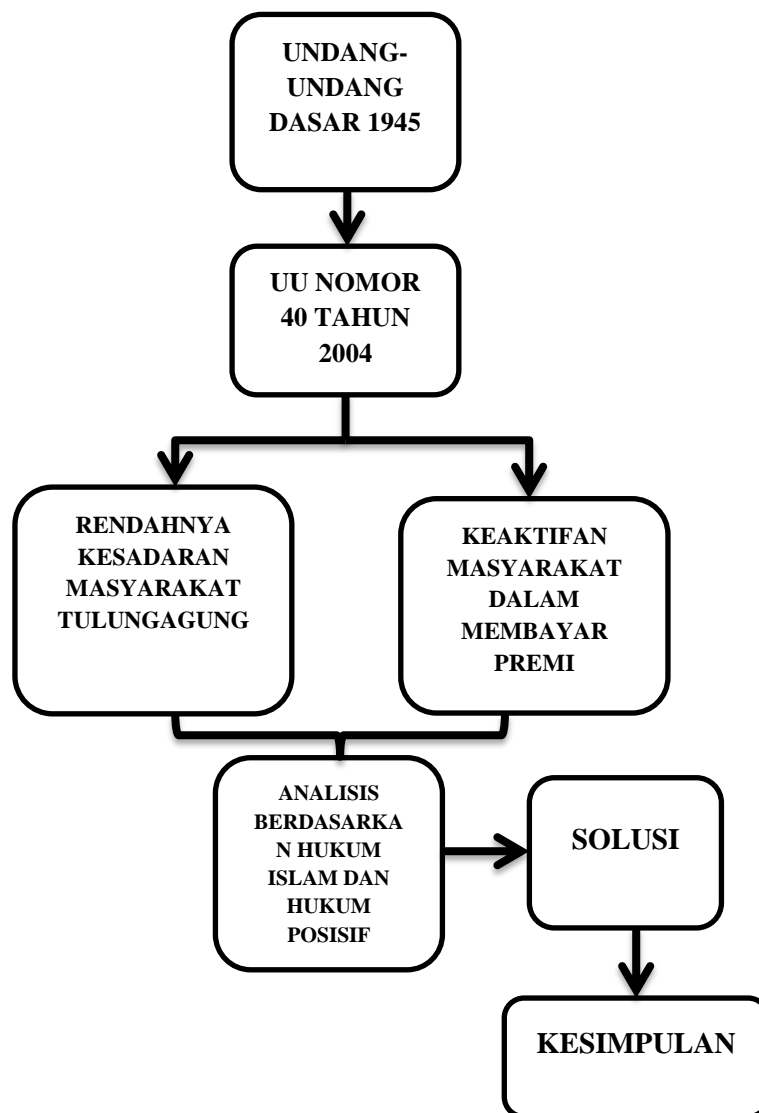 UNDANG-
UNDANG
DASAR 1945
UU NOMOR
40 TAHUN
2004
RENDAHNYA
KESADARAN
MASYARAKAT
TULUNGAGUNG
KEAKTIFAN
MASYARAKAT
DALAM
MEMBAYAR
PREMI
ANALISIS
BERDASARKA
N HUKUM
ISLAM DAN
HUKUM
POSISIF
SOLUSI
KESIMPULAN